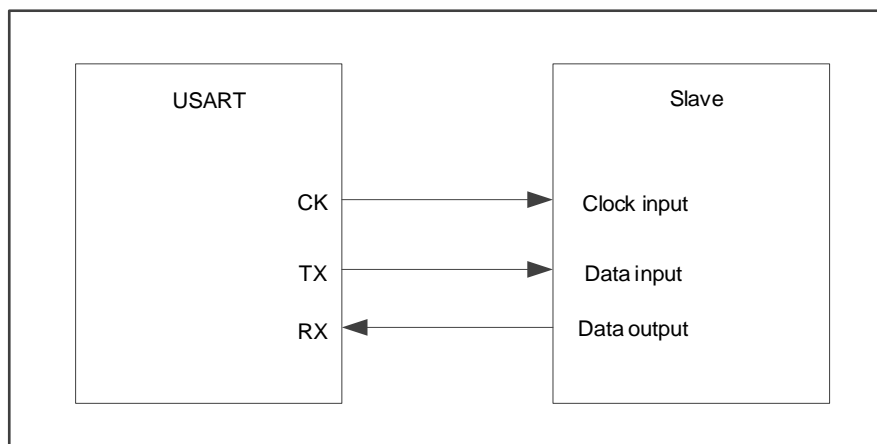 USART
Slave
CK
Clock input
TX
Data input
RX
Data output